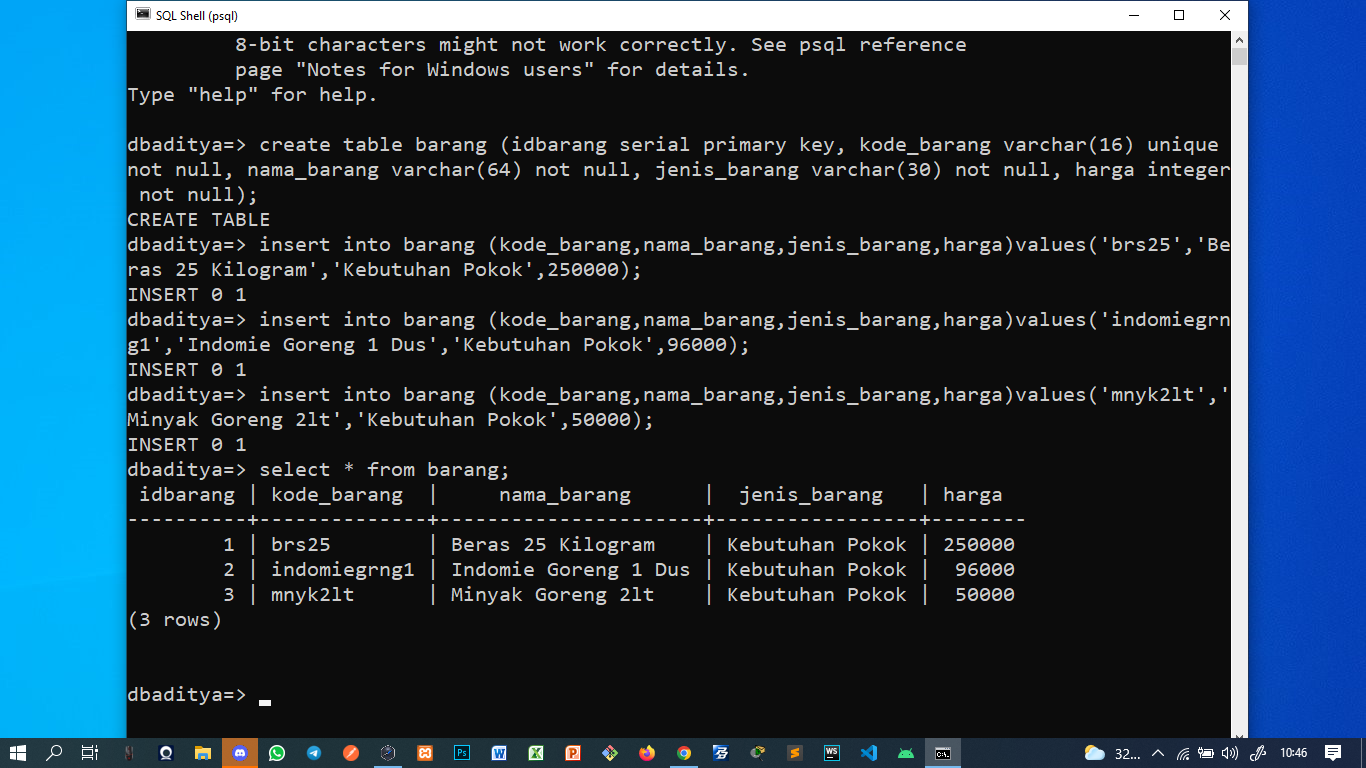 SQL Shell (psql)
         8-bit characters might not work correctly. See psql reference
         page "Notes for Windows users" for details.
Type "help" for help.
dbaditya=> create table barang (idbarang serial primary key, kode_barang varchar(16) unique
not null, nama_barang varchar(64) not null, jenis_barang varchar(30) not null, harga integer
 not null);
CREATE TABLE
dbaditya=> insert into barang (kode_barang,nama_barang,jenis_barang,harga)values('brs25','Be
ras 25 Kilogram','Kebutuhan Pokok',250000);
INSERT 0 1
dbaditya=> insert into barang (kode_barang,nama_barang,jenis_barang,harga)values('indomiegrn
g1','Indomie Goreng 1 Dus','Kebutuhan Pokok',96000);
INSERT 0 1
dbaditya=> insert into barang (kode_barang,nama_barang,jenis_barang,harga)values('mnyk2lt','
Minyak Goreng 2lt','Kebutuhan Pokok',50000);
INSERT 0 1
dbaditya=> select * from barang;
 idbarang | kode_barang  |     nama_barang      |  jenis_barang   | harga
----------+--------------+----------------------+-----------------+--------
        1 | brs25        | Beras 25 Kilogram    | Kebutuhan Pokok | 250000
        2 | indomiegrng1 | Indomie Goreng 1 Dus | Kebutuhan Pokok |  96000
        3 | mnyk2lt      | Minyak Goreng 2lt    | Kebutuhan Pokok |  50000
(3 rows)
dbaditya=>
Ps W X P WS C:\. 32... 10:46